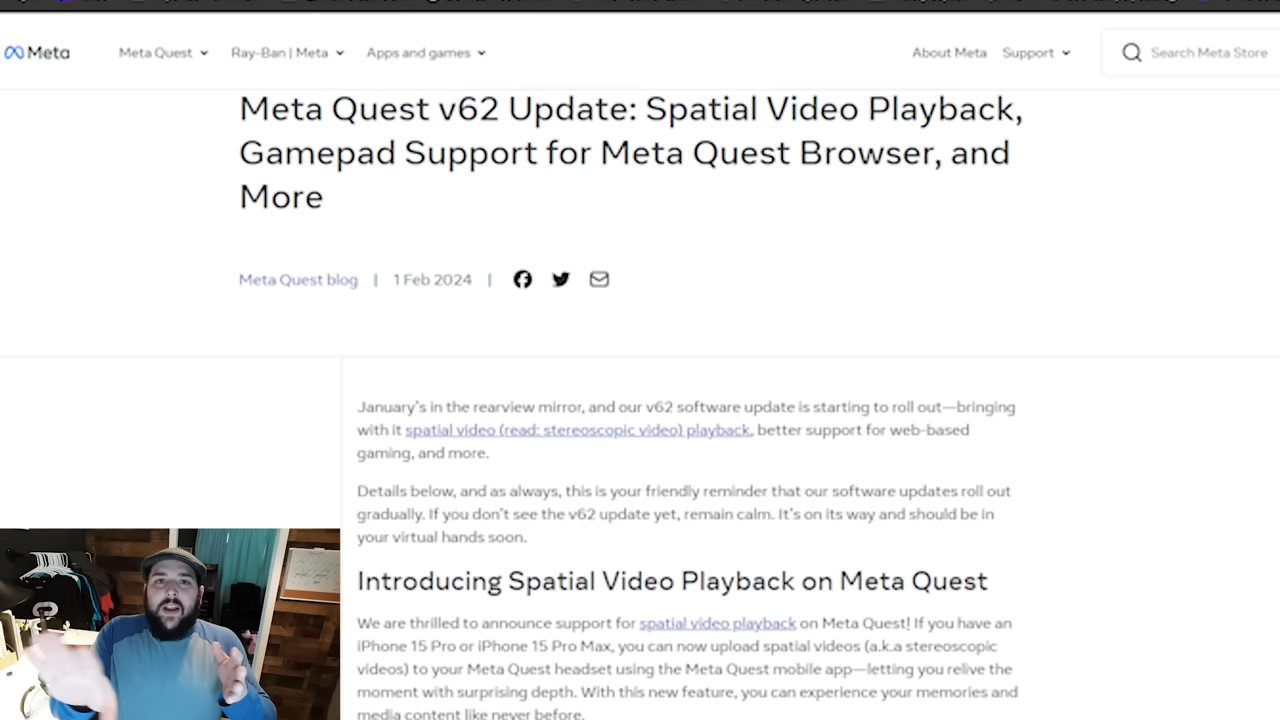 Meta
Meta Quest
Ray-Ban | Meta
Apps and games
About Meta
Support
Search Meta Store
Meta Quest v62 Update: Spatial Video Playback,
Gamepad Support for Meta Quest Browser, and
More
Meta Quest blog | 1 Feb 2024 |
January's in the rearview mirror, and our v62 software update is starting to roll out—bringing
with it spatial video (read: stereoscopic video) playback, better support for web-based
gaming, and more.
Details below, and as always, this is your friendly reminder that our software updates roll out
gradually. If you don't see the v62 update yet, remain calm. It's on its way and should be in
your virtual hands soon.
Introducing Spatial Video Playback on Meta Quest
We are thrilled to announce support for spatial video playback on Meta Quest! If you have an
iPhone 15 Pro or iPhone 15 Pro Max, you can now upload spatial videos (a.k.a stereoscopic
videos) to your Meta Quest headset using the Meta Quest mobile app—letting you relive the
moment with surprising depth. With this new feature, you can experience your memories and
media content like never before.